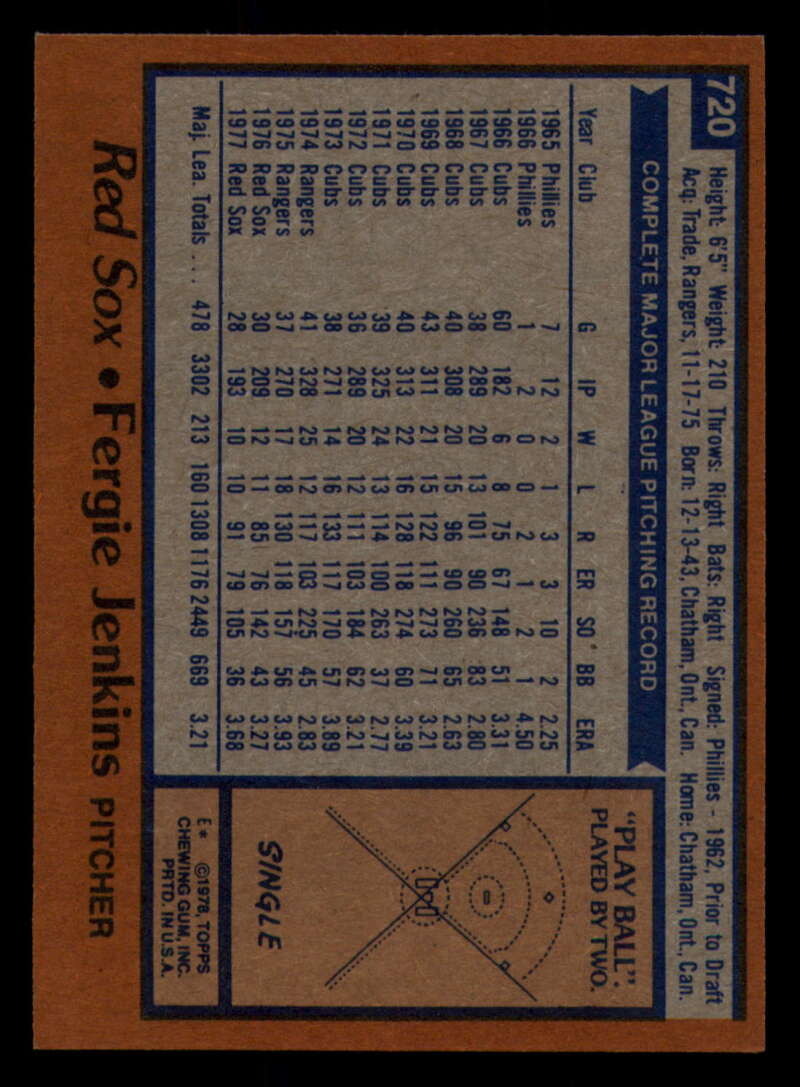 720
Height: 6'5" Weight: 210 Throws: Right Bats: Right Signed: Phillies - 1962, Prior to Draft
Acq: Trade, Rangers, 11-17-75 Born: 12-13-43, Chatham, Ont., Can. Home: Chatham, Ont., Can.
COMPLETE MAJOR LEAGUE PITCHING RECORD
Year Club G IP W L R ER SO BB ERA
1965 Phillies 7 12 2 1 3 3 10 2 2.25
1966 Phillies 1 2 0 0 2 1 2 1 4.50
1966 Cubs 60 182 6 8 75 67 148 51 3.31
1967 Cubs 38 289 20 13 101 90 236 83 2.80
1968 Cubs 40 308 20 15 96 90 260 65 2.63
1969 Cubs 43 311 21 15 122 111 273 71 3.21
1970 Cubs 40 313 22 16 128 118 274 60 3.39
1971 Cubs 39 325 24 13 114 100 263 37 2.77
1972 Cubs 36 289 20 12 111 103 184 62 3.21
1973 Cubs 38 271 14 16 133 117 170 57 3.89
1974 Rangers 41 328 25 12 117 103 225 45 2.83
1975 Rangers 37 270 17 18 130 118 157 56 3.93
1976 Red Sox 30 209 12 11 85 76 142 43 3.27
1977 Red Sox 28 193 10 10 91 79 105 36 3.68
Maj. Lea. Totals ... 478 3302 213 160 1308 1176 2449 669 3.21
"PLAY BALL":
PLAYED BY TWO.
SINGLE
E* ©1978, TOPPS
CHEWING GUM, INC.
PRTD. IN U.S.A.
Red Sox • Fergie Jenkins PITCHER